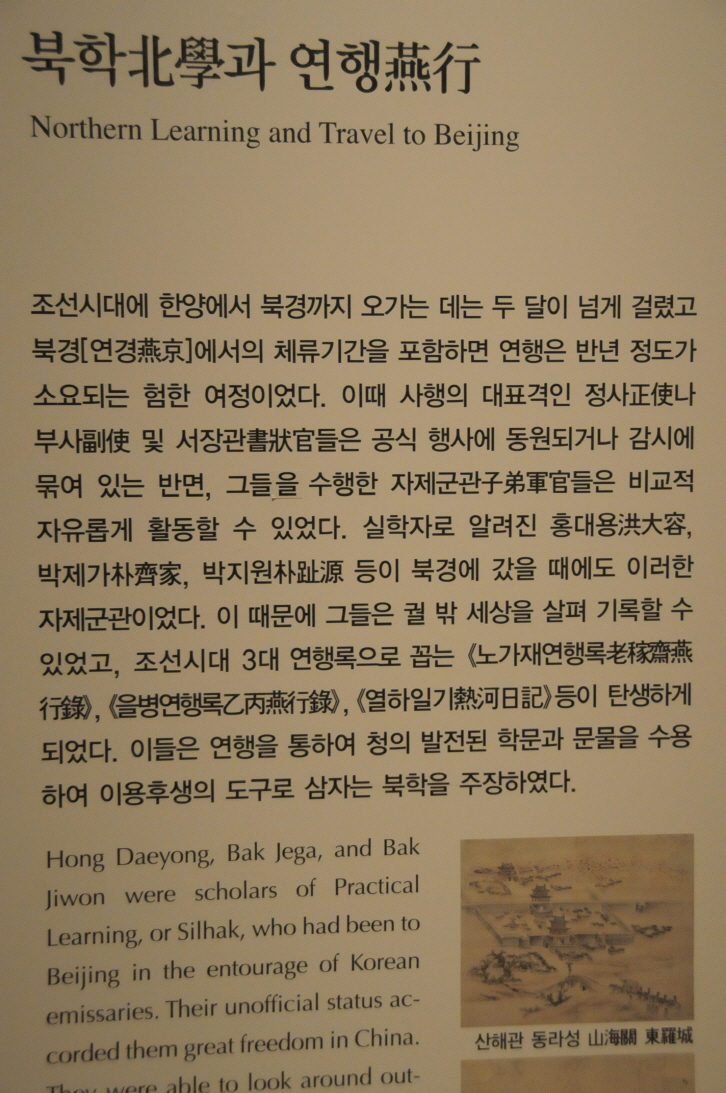 북학北學과 연행燕行
Northern Learning and Travel to Beijing
조선시대에 한양에서 북경까지 오가는 데는 두 달이 넘게 걸렸고
북경[연경燕京]에서의 체류기간을 포함하면 연행은 반년 정도가
소요되는 험한 여정이었다. 이때 사행의 대표격인 정사正使나
부사副使 및 서장관書狀官들은 공식 행사에 동원되거나 감시에
묶여 있는 반면, 그들을 수행한 자제군관子弟軍官들은 비교적
자유롭게 활동할 수 있었다. 실학자로 알려진 홍대용洪大容,
박제가朴齊家, 박지원朴趾源 등이 북경에 갔을 때에도 이러한
자제군관이었다. 이 때문에 그들은 궐 밖 세상을 살펴 기록할 수
있었고, 조선시대 3대 연행록으로 꼽는 《노가재연행록老稼齋燕
行錄》, 《을병연행록乙丙燕行錄》, 《열하일기熱河日記》 등이 탄생하게
되었다. 이들은 연행을 통하여 청의 발전된 학문과 문물을 수용
하여 이용후생의 도구로 삼자는 북학을 주장하였다.
Hong Daeyong, Bak Jega, and Bak
Jiwon were scholars of Practical
Learning, or Silhak, who had been to
Beijing in the entourage of Korean
emissaries. Their unofficial status ac-
corded them great freedom in China.
They were able to look around out-
산해관 동라성 山海關 東羅城